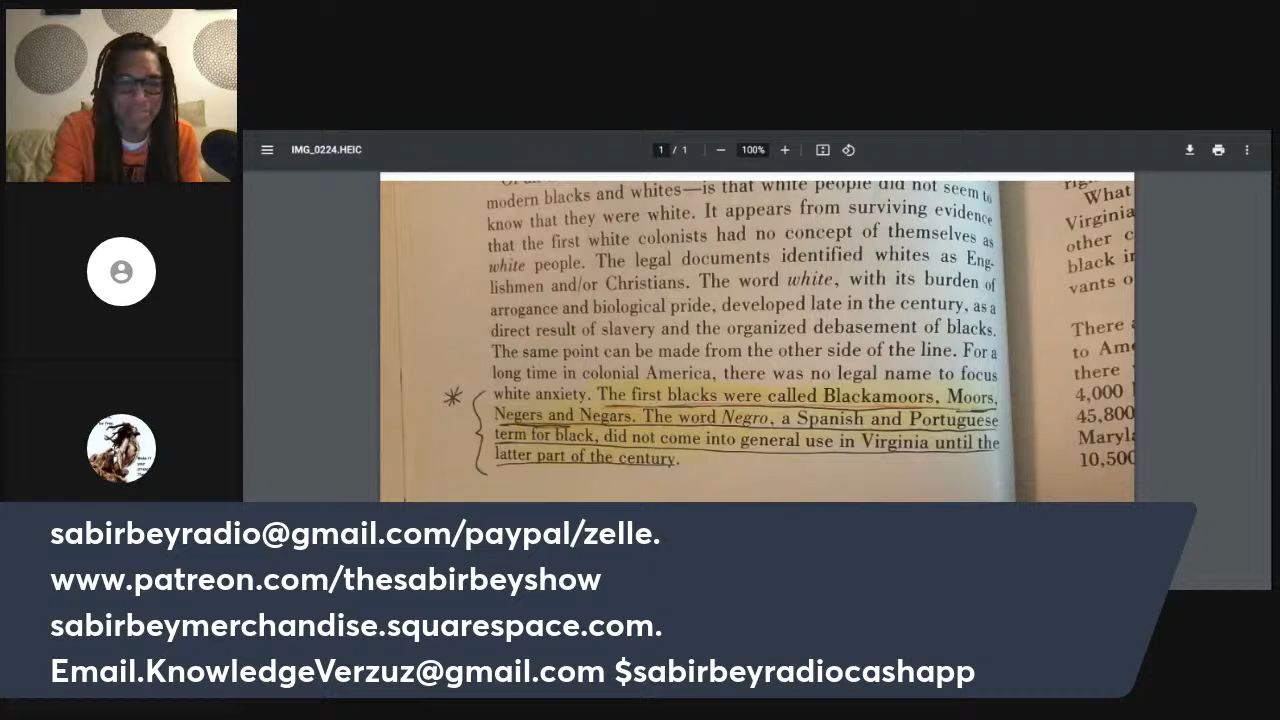 IMG_0224.HEIC
1 / 1
100%
modern blacks and whites—is that white people did not seem to
know that they were white. It appears from surviving evidence
that the first white colonists had no concept of themselves as
white people. The legal documents identified whites as Eng-
lishmen and/or Christians. The word white, with its burden of
arrogance and biological pride, developed late in the century, as a
direct result of slavery and the organized debasement of blacks.
The same point can be made from the other side of the line. For a
long time in colonial America, there was no legal name to focus
white anxiety. The first blacks were called Blackamoors, Moors,
Negers and Negars. The word Negro, a Spanish and Portuguese
term for black, did not come into general use in Virginia until the
latter part of the century.
What
Virginia
other c
black in
vants o
There a
to Ame
there
4,000
45,800
Maryla
10,500
sabirbeyradio@gmail.com/paypal/zelle.
www.patreon.com/thesabirbeyshow
sabirbeymerchandise.squarespace.com.
Email.KnowledgeVerzuz@gmail.com $sabirbeyradiocashapp